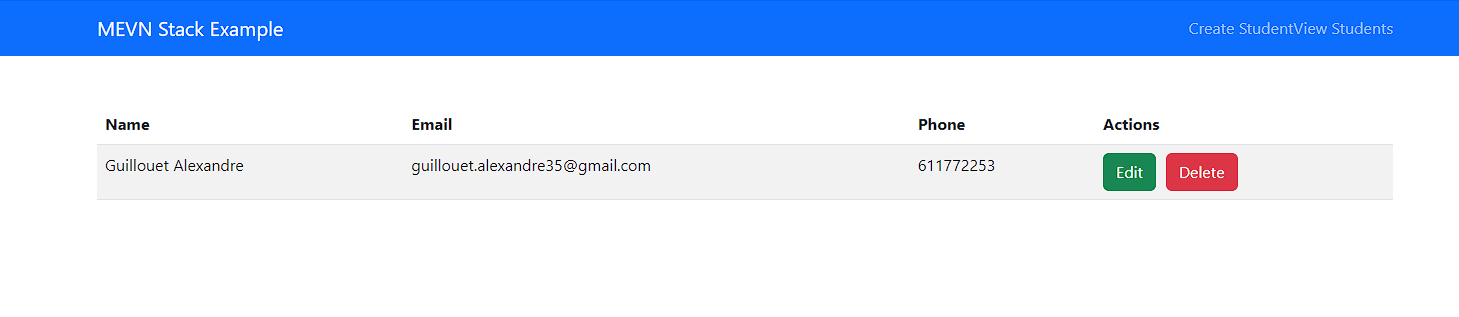 MEVN Stack Example Create StudentView Students
Name Email Phone Actions
Guillouet Alexandre guillouet.alexandre35@gmail.com 611772253 Edit Delete